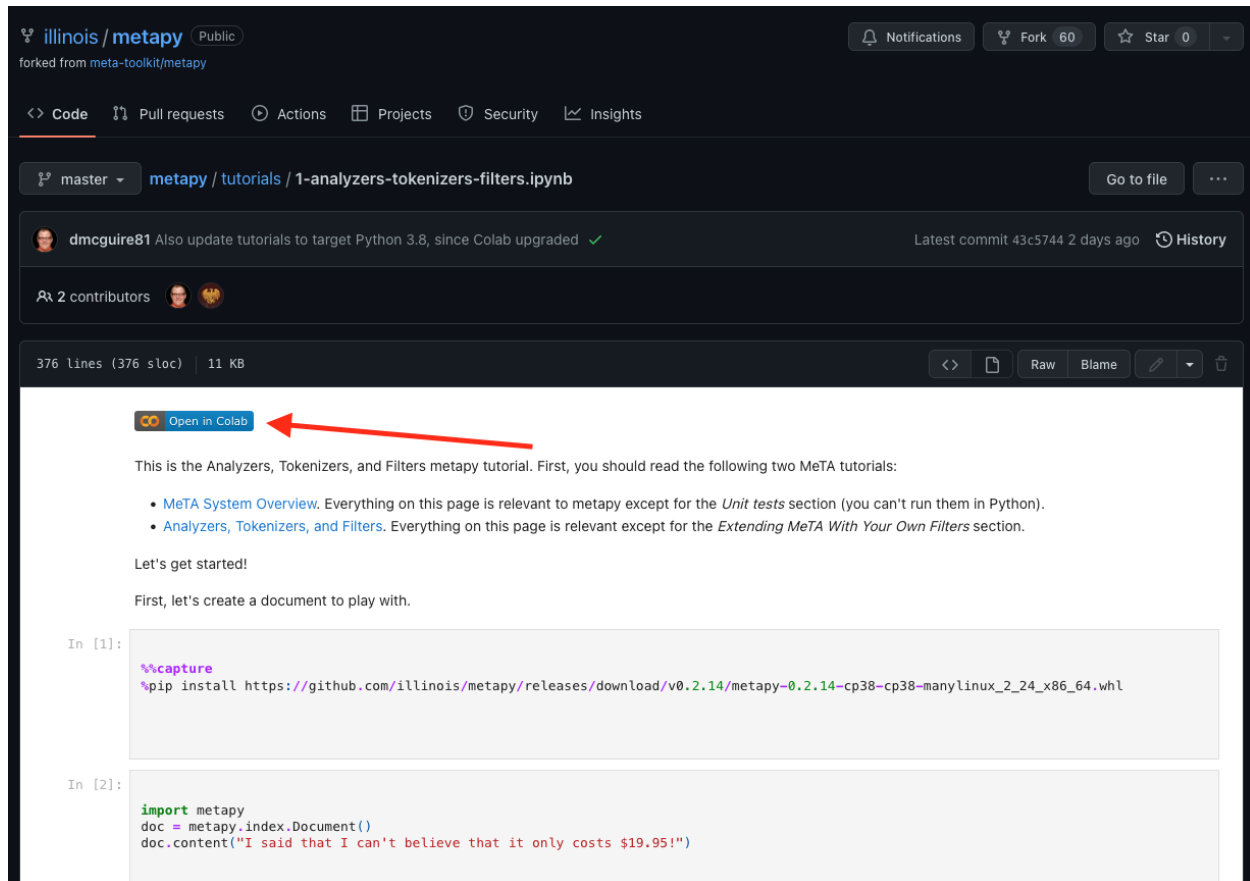 illinois / metapy Public
Notifications Fork 60 Star 0
forked from meta-toolkit/metapy
Code Pull requests Actions Projects Security Insights
master metapy / tutorials / 1-analyzers-tokenizers-filters.ipynb Go to file ...
dmcguire81 Also update tutorials to target Python 3.8, since Colab upgraded Latest commit 43c5744 2 days ago History
2 contributors
376 lines (376 sloc) 11 KB Raw Blame
Open in Colab
This is the Analyzers, Tokenizers, and Filters metapy tutorial. First, you should read the following two MeTA tutorials:
• MeTA System Overview. Everything on this page is relevant to metapy except for the Unit tests section (you can't run them in Python).
• Analyzers, Tokenizers, and Filters. Everything on this page is relevant except for the Extending MeTA With Your Own Filters section.
Let's get started!
First, let's create a document to play with.
In [1]:
%%capture
%pip install https://github.com/illinois/metapy/releases/download/v0.2.14/metapy-0.2.14-cp38-cp38-manylinux_2_24_x86_64.whl
In [2]:
import metapy
doc = metapy.index.Document()
doc.content("I said that I can't believe that it only costs $19.95!")